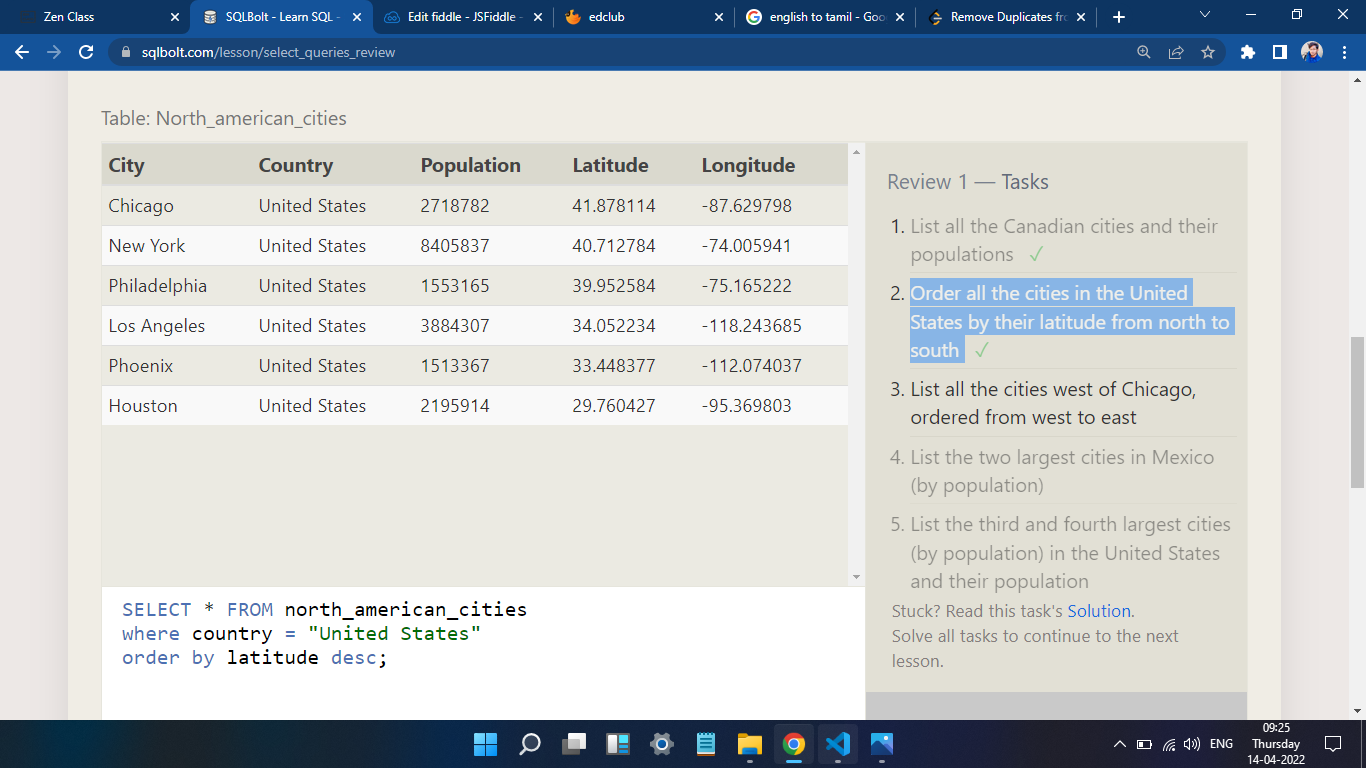 Zen Class
SQLBolt - Learn SQL -
Edit fiddle - JSFiddle -
edclub
english to tamil - Goo
Remove Duplicates fro
sqlbolt.com/lesson/select_queries_review
Table: North_american_cities
City Country Population Latitude Longitude
Chicago United States 2718782 41.878114 -87.629798
New York United States 8405837 40.712784 -74.005941
Philadelphia United States 1553165 39.952584 -75.165222
Los Angeles United States 3884307 34.052234 -118.243685
Phoenix United States 1513367 33.448377 -112.074037
Houston United States 2195914 29.760427 -95.369803
SELECT * FROM north_american_cities
where country = "United States"
order by latitude desc;
Review 1 — Tasks
1. List all the Canadian cities and their
populations ✓
2. Order all the cities in the United
States by their latitude from north to
south ✓
3. List all the cities west of Chicago,
ordered from west to east
4. List the two largest cities in Mexico
(by population)
5. List the third and fourth largest cities
(by population) in the United States
and their population
Stuck? Read this task's Solution.
Solve all tasks to continue to the next
lesson.
ENG
09:25
Thursday
14-04-2022